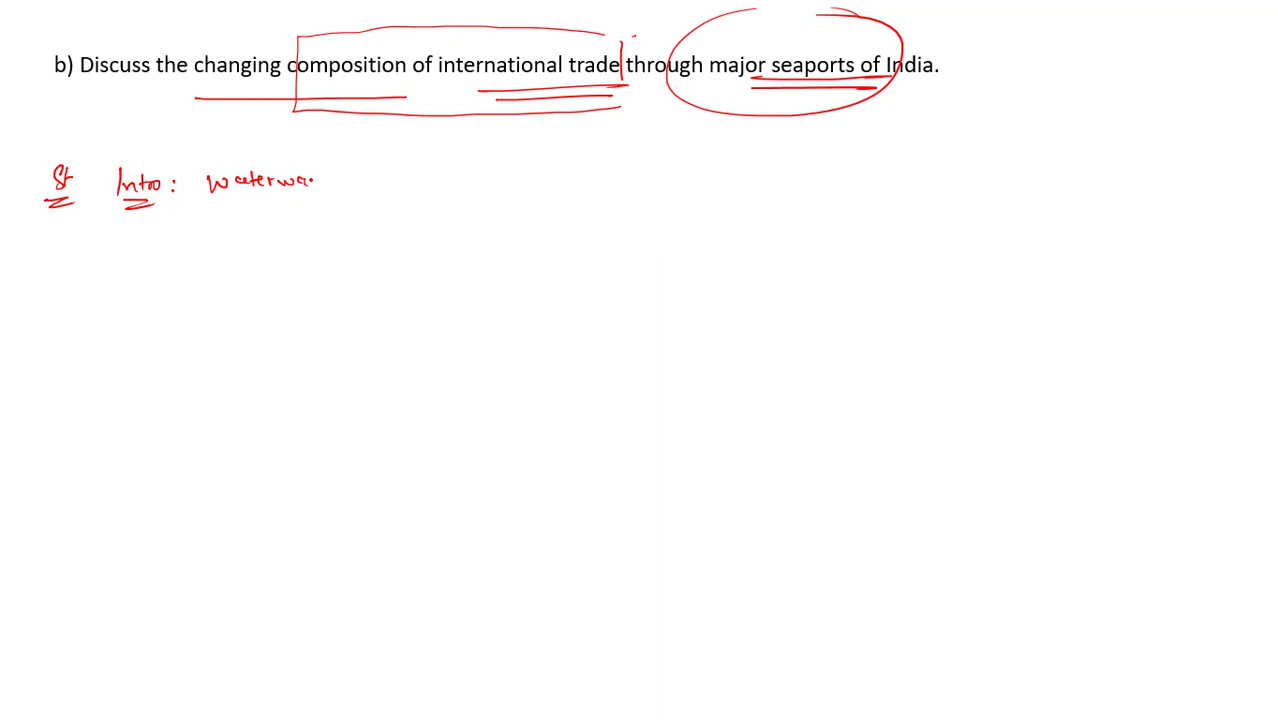 b) Discuss the changing composition of international trade through major seaports of India.
St Intro: Waterwa